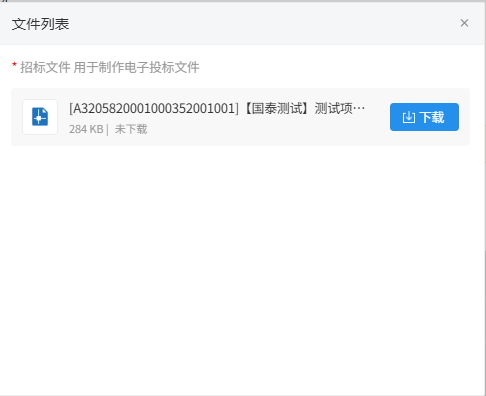 文件列表
* 招标文件 用于制作电子投标文件
[A3205820001000352001001]【国泰测试】测试项…
284 KB | 未下载
下载